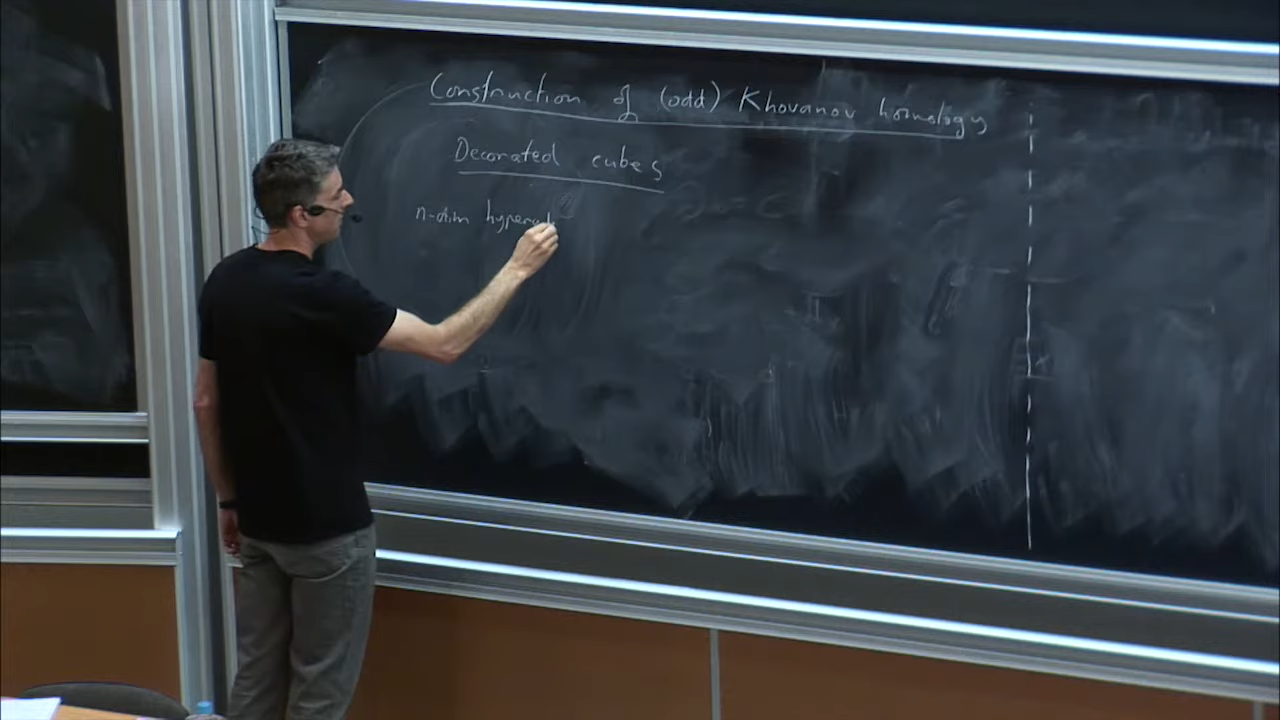 Construction of (odd) Khovanov homology
Decorated cubes
n-dim hypercub